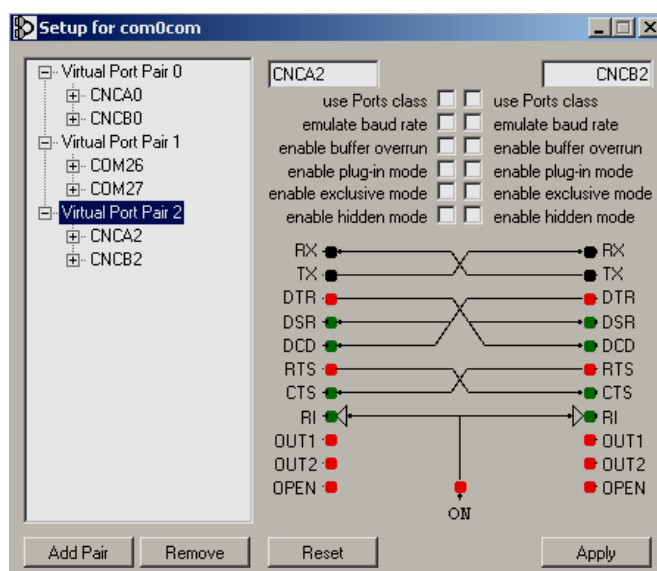 Setup for com0com
Virtual Port Pair 0
CNCA0
CNCB0
Virtual Port Pair 1
COM26
COM27
Virtual Port Pair 2
CNCA2
CNCB2
CNCA2 CNCB2
use Ports class use Ports class
emulate baud rate emulate baud rate
enable buffer overrun enable buffer overrun
enable plug-in mode enable plug-in mode
enable exclusive mode enable exclusive mode
enable hidden mode enable hidden mode
RX RX
TX TX
DTR DTR
DSR DSR
DCD DCD
RTS RTS
CTS CTS
RI RI
OUT1 OUT1
OUT2 OUT2
OPEN OPEN
ON
Add Pair Remove Reset Apply